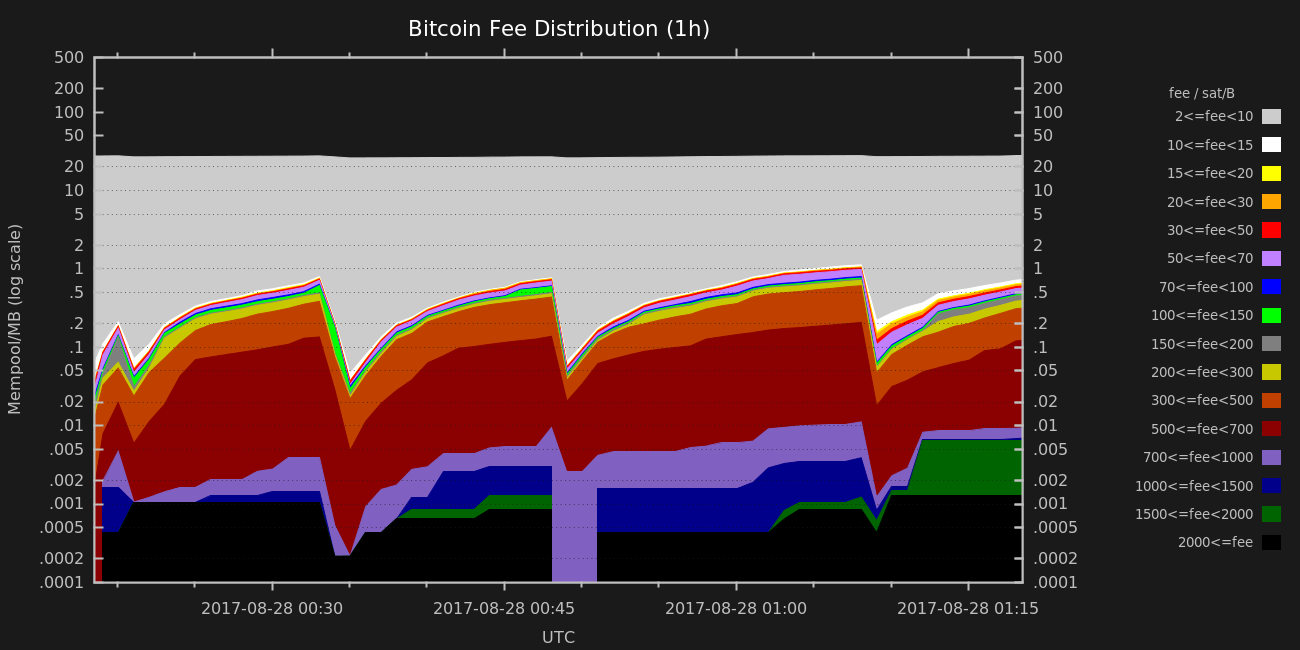 Bitcoin Fee Distribution (1h)
500 500
200 200
100 100
50 50
20 20
10 10
5 5
2 2
1 1
.5 .5
.2 .2
.1 .1
.05 .05
.02 .02
.01 .01
.005 .005
.002 .002
.001 .001
.0005 .0005
.0002 .0002
.0001 .0001
Mempool/MB (log scale)
2017-08-28 00:30 2017-08-28 00:45 2017-08-28 01:00 2017-08-28 01:15
UTC
fee / sat/B
2<=fee<10
10<=fee<15
15<=fee<20
20<=fee<30
30<=fee<50
50<=fee<70
70<=fee<100
100<=fee<150
150<=fee<200
200<=fee<300
300<=fee<500
500<=fee<700
700<=fee<1000
1000<=fee<1500
1500<=fee<2000
2000<=fee